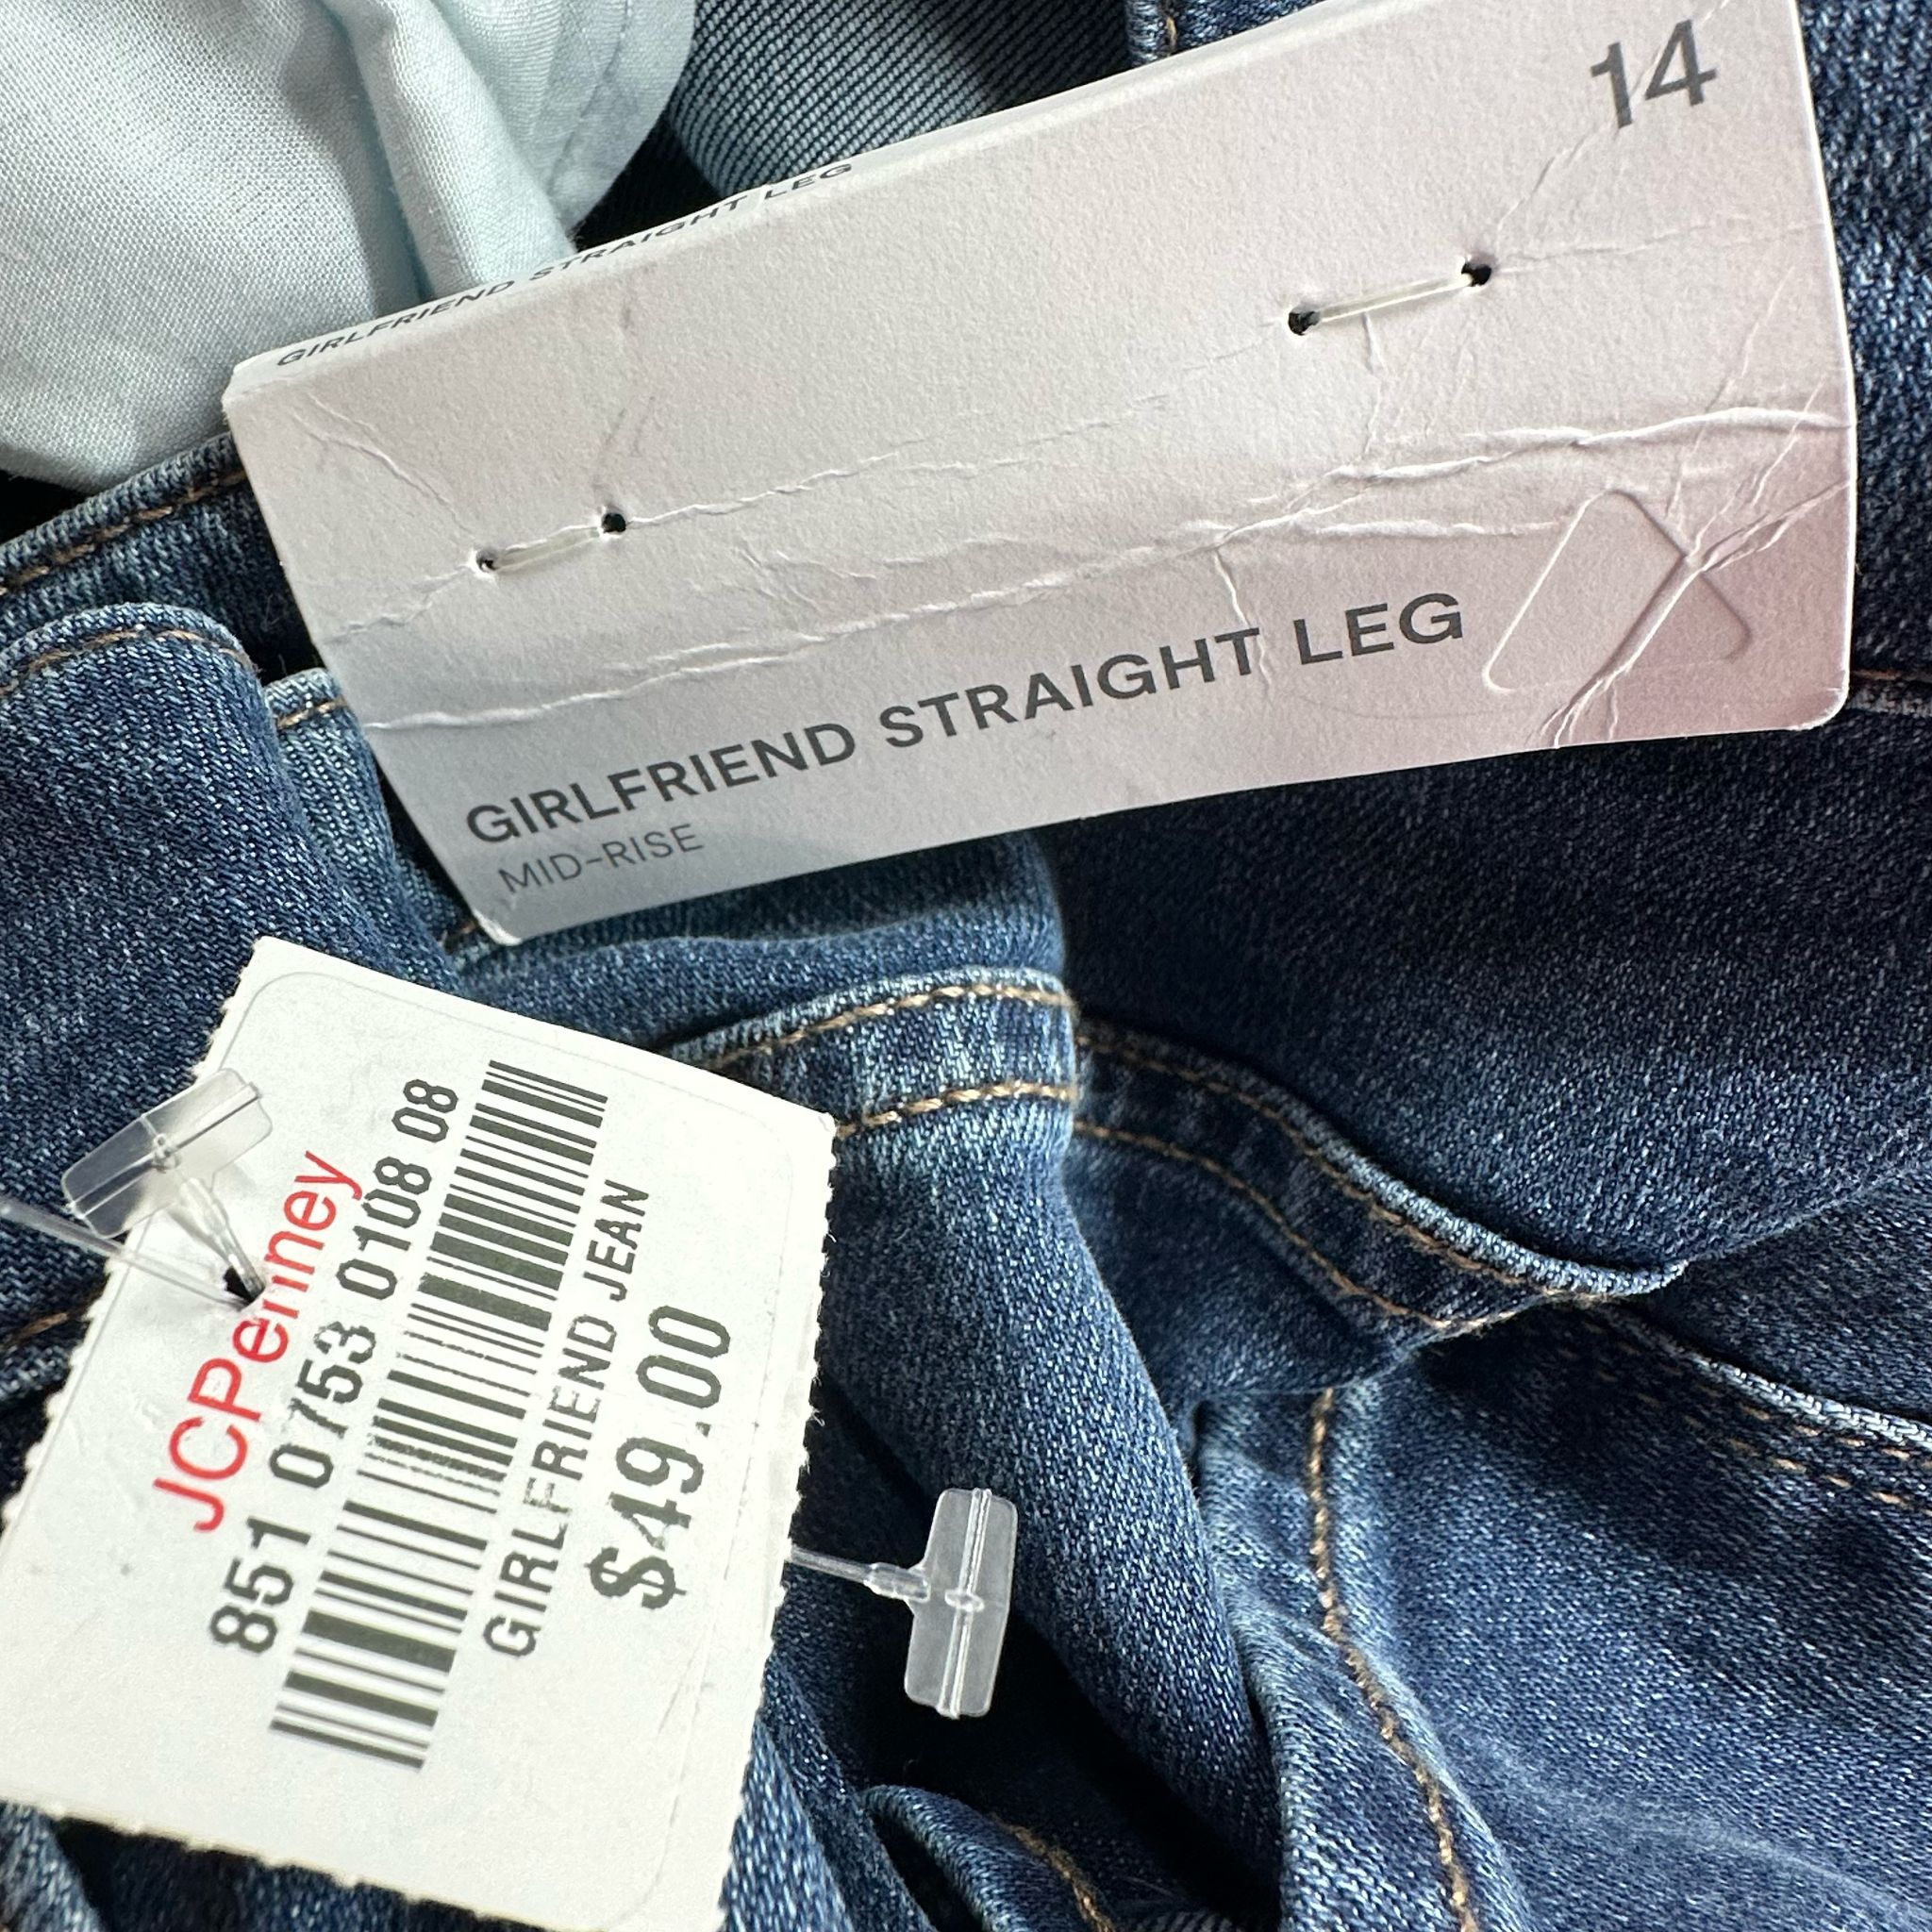 14
GIRLFRIEND STRAIGHT LEG
GIRLFRIEND STRAIGHT LEG
MID-RISE
JCPenney
851 0753 0108 08
GIRLFRIEND JEAN
$49.00